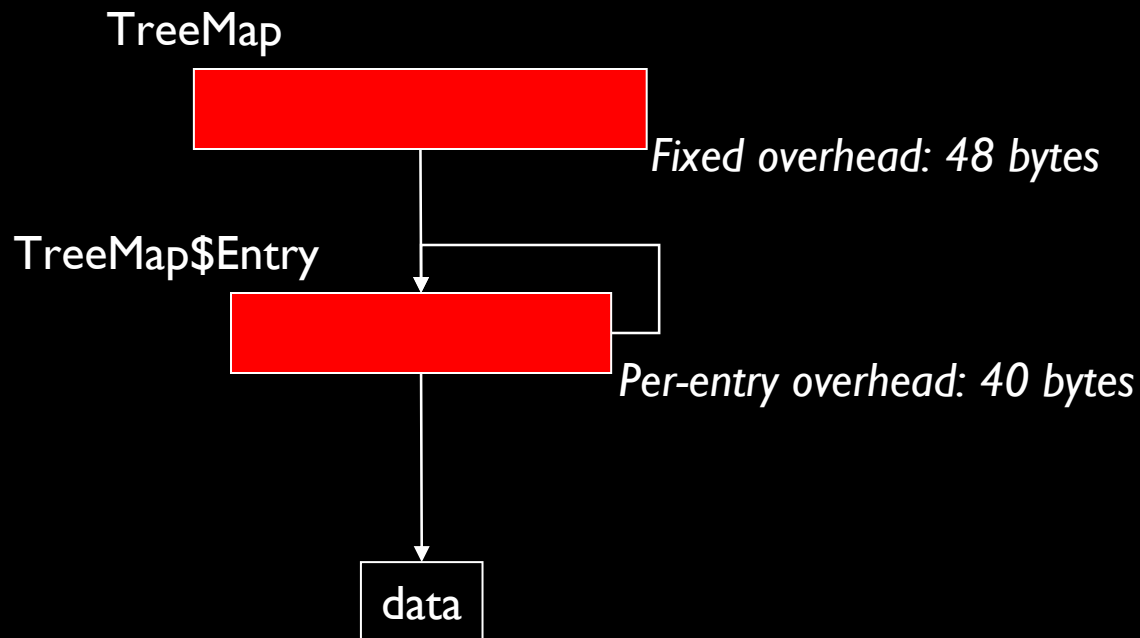 TreeMap
Fixed overhead: 48 bytes
TreeMap$Entry
Per-entry overhead: 40 bytes
data